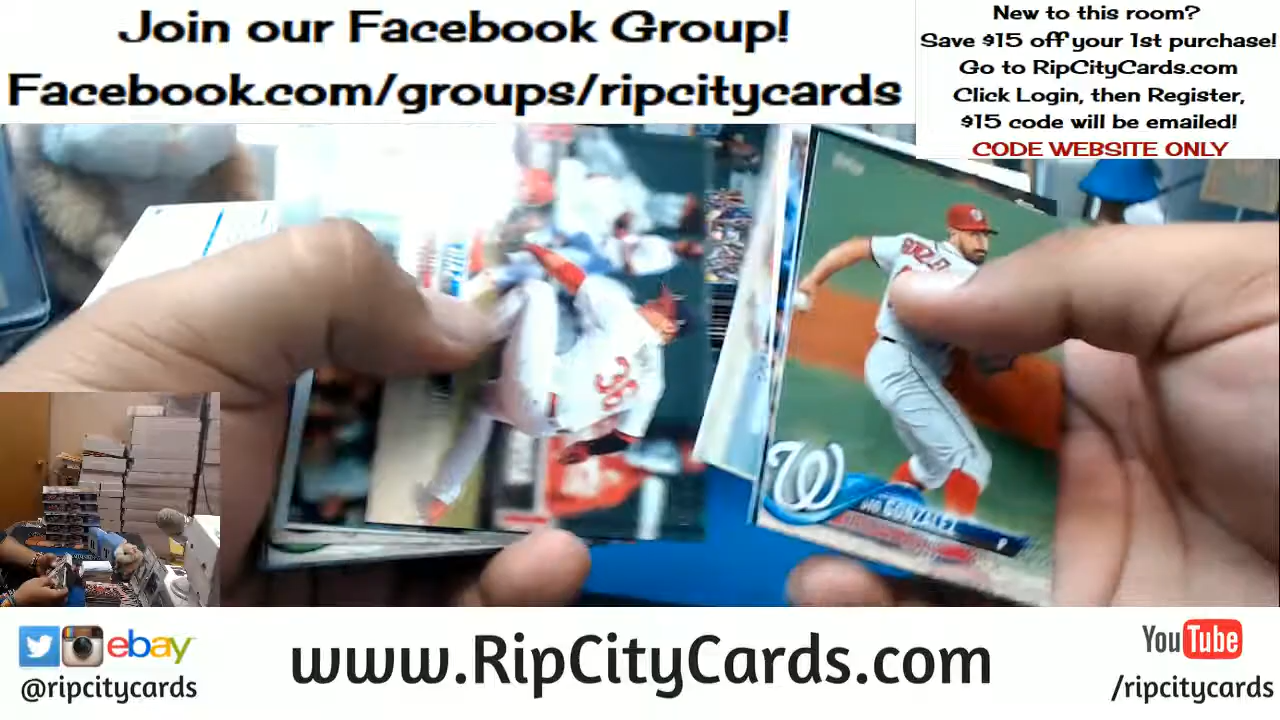 Join our Facebook Group!
Facebook.com/groups/ripcitycards
New to this room?
Save $15 off your 1st purchase!
Go to RipCityCards.com
Click Login, then Register,
$15 code will be emailed!
CODE WEBSITE ONLY
W
GONZALEZ
P
36
ebay
@ripcitycards
www.RipCityCards.com
YouTube
/ripcitycards